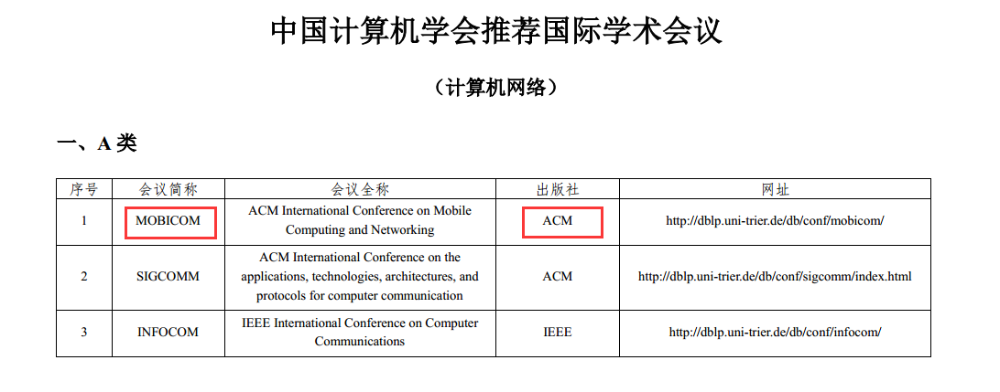 中国计算机学会推荐国际学术会议
（计算机网络）
一、A 类
序号 会议简称 会议全称 出版社 网址
1 MOBICOM ACM International Conference on Mobile
Computing and Networking ACM http://dblp.uni-trier.de/db/conf/mobicom/
2 SIGCOMM ACM International Conference on the
applications, technologies, architectures, and
protocols for computer communication ACM http://dblp.uni-trier.de/db/conf/sigcomm/index.html
3 INFOCOM IEEE International Conference on Computer
Communications IEEE http://dblp.uni-trier.de/db/conf/infocom/